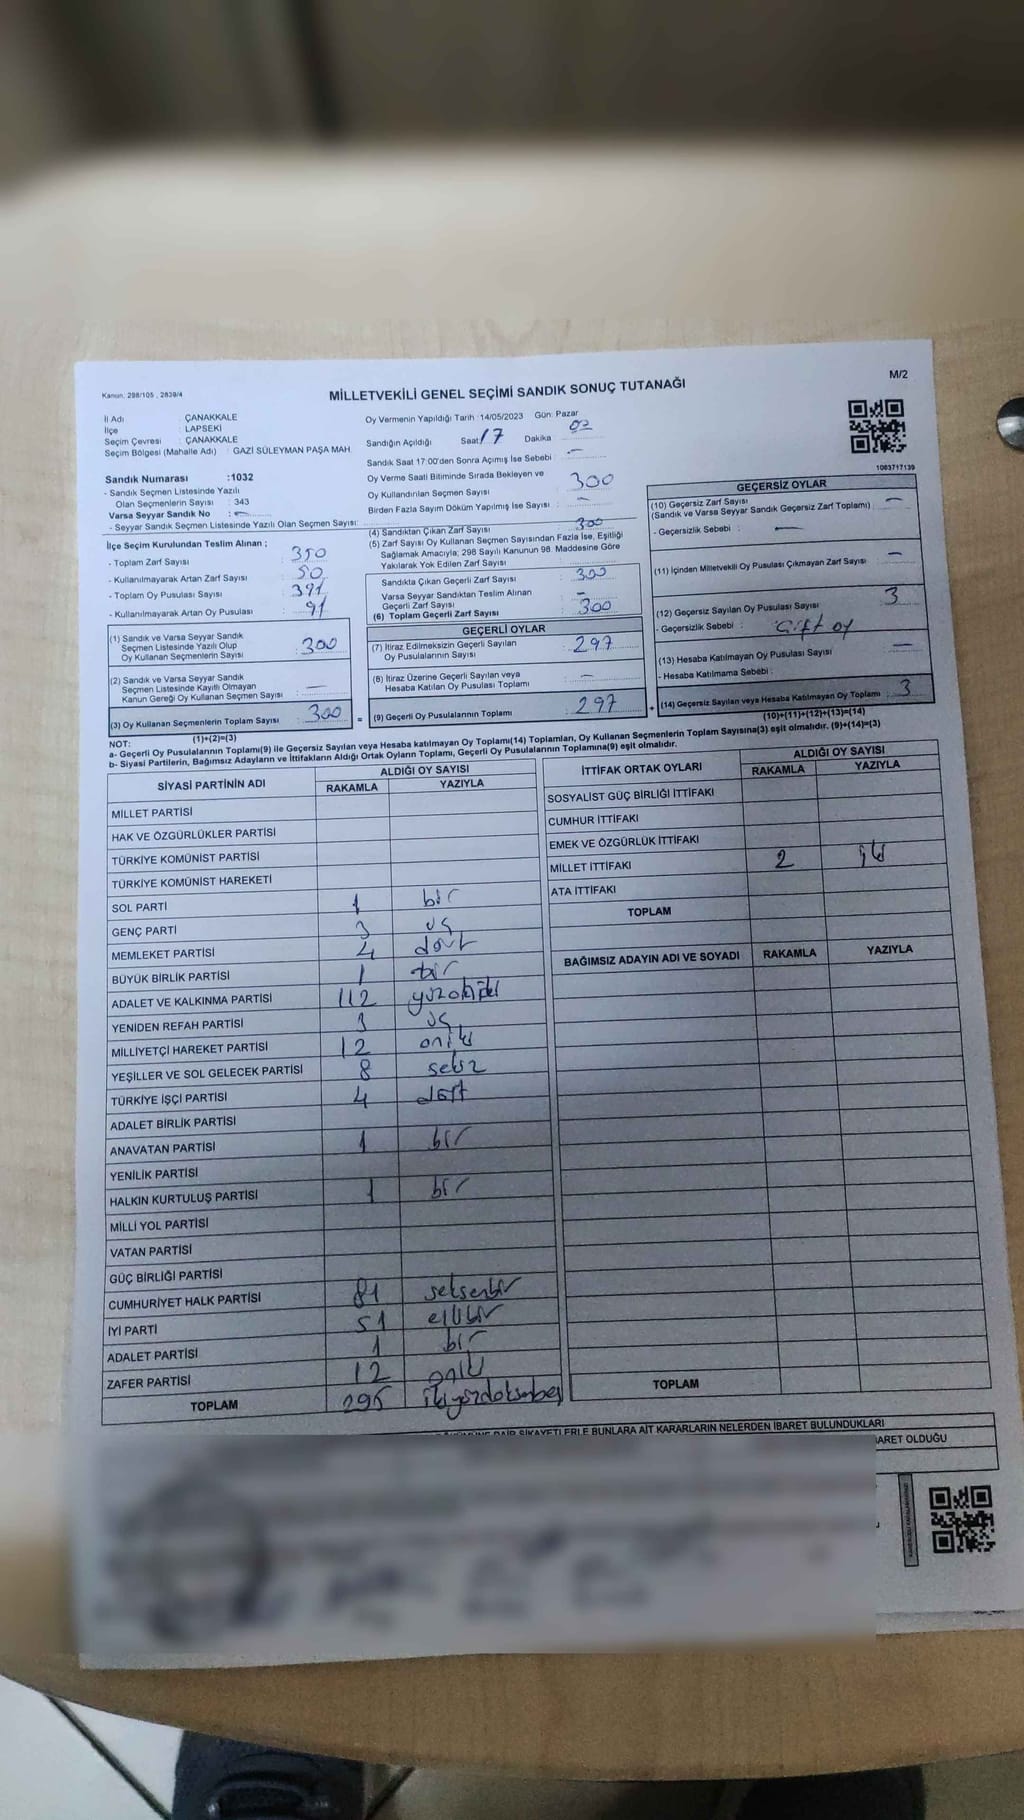 Kanun, 298/105 , 2839/4
MİLLETVEKİLİ GENEL SEÇİMİ SANDIK SONUÇ TUTANAĞI
M/2
İl Adı : ÇANAKKALE
İlçe : LAPSEKİ
Seçim Çevresi : ÇANAKKALE
Seçim Bölgesi (Mahalle Adı) : GAZİ SÜLEYMAN PAŞA MAH
Sandık Numarası :1032
- Sandık Seçmen Listesinde Yazılı
Olan Seçmenlerin Sayısı : 343
Varsa Seyyar Sandık No : -
- Seyyar Sandık Seçmen Listesinde Yazılı Olan Seçmen Sayısı:
Oy Vermenin Yapıldığı Tarih :14/05/2023 Gün: Pazar
Sandığın Açıldığı Saat 17 Dakika 02
Sandık Saat 17:00'den Sonra Açımış İse Sebebi : -
Oy Verme Saati Bitiminde Sırada Bekleyen ve
Oy Kullandırılan Seçmen Sayısı : 300
Birden Fazla Sayım Döküm Yapılmış İse Sayısı : -
1083717139
İlçe Seçim Kurulundan Teslim Alınan ;
- Toplam Zarf Sayısı : 350
- Kullanılmayarak Artan Zarf Sayısı : 50
- Toplam Oy Pusulası Sayısı : 391
- Kullanılmayarak Artan Oy Pusulası : 91
(1) Sandık ve Varsa Seyyar Sandık
Seçmen Listesinde Yazılı Olup
Oy Kullanan Seçmenlerin Sayısı : 300
(2) Sandık ve Varsa Seyyar Sandık
Seçmen Listesinde Kayıtlı Olmayan
Kanun Gereği Oy Kullanan Seçmen Sayısı : -
(3) Oy Kullanan Seçmenlerin Toplam Sayısı : 300 =
(1)+(2)=(3)
(4) Sandıktan Çıkan Zarf Sayısı : 300
(5) Zarf Sayısı Oy Kullanan Seçmen Sayısından Fazla İse, Eşitliği
Sağlamak Amacıyla; 298 Sayılı Kanunun 98. Maddesine Göre
Yakılarak Yok Edilen Zarf Sayısı :
Sandıkta Çıkan Geçerli Zarf Sayısı : 300
Varsa Seyyar Sandıktan Teslim Alınan
Geçerli Zarf Sayısı : -
(6) Toplam Geçerli Zarf Sayısı : 300
GEÇERLİ OYLAR
(7) İtiraz Edilmeksizin Geçerli Sayılan
Oy Pusulalarının Sayısı : 297
(8) İtiraz Üzerine Geçerli Sayılan veya
Hesaba Katılan Oy Pusulası Toplamı : -
(9) Geçerli Oy Pusulalarının Toplamı : 297 +
GEÇERSİZ OYLAR
(10) Geçersiz Zarf Sayısı
(Sandık ve Varsa Seyyar Sandık Geçersiz Zarf Toplamı) : -
- Geçersizlik Sebebi : -
(11) İçinden Milletvekili Oy Pusulası Çıkmayan Zarf Sayısı : -
(12) Geçersiz Sayılan Oy Pusulası Sayısı : 3
- Geçersizlik Sebebi : Çift oy
(13) Hesaba Katılmayan Oy Pusulası Sayısı : -
- Hesaba Katılmama Sebebi :
(14) Geçersiz Sayılan veya Hesaba Katılmayan Oy Toplamı : 3
(10)+(11)+(12)+(13)=(14)
NOT:
a- Geçerli Oy Pusulalarının Toplamı(9) ile Geçersiz Sayılan veya Hesaba katılmayan Oy Toplamı(14) Toplamları, Oy Kullanan Seçmenlerin Toplam Sayısına(3) eşit olmalıdır. (9)+(14)=(3)
b- Siyasi Partilerin, Bağımsız Adayların ve İttifakların Aldığı Ortak Oyların Toplamı, Geçerli Oy Pusulalarının Toplamına(9) eşit olmalıdır.
SİYASİ PARTİNİN ADI ALDIĞI OY SAYISI
RAKAMLA YAZIYLA
MİLLET PARTİSİ
HAK VE ÖZGÜRLÜKLER PARTİSİ
TÜRKİYE KOMÜNİST PARTİSİ
TÜRKİYE KOMÜNİST HAREKETİ
SOL PARTİ 1 bir
GENÇ PARTİ 3 üç
MEMLEKET PARTİSİ 4 dört
BÜYÜK BİRLİK PARTİSİ 1 bir
ADALET VE KALKINMA PARTİSİ 112 yüzoniki
YENİDEN REFAH PARTİSİ 3 üç
MİLLİYETÇİ HAREKET PARTİSİ 12 oniki
YEŞİLLER VE SOL GELECEK PARTİSİ 8 sekiz
TÜRKİYE İŞÇİ PARTİSİ 4 dört
ADALET BİRLİK PARTİSİ
ANAVATAN PARTİSİ 1 bir
YENİLİK PARTİSİ
HALKIN KURTULUŞ PARTİSİ 1 bir
MİLLİ YOL PARTİSİ
VATAN PARTİSİ
GÜÇ BİRLİĞİ PARTİSİ
CUMHURİYET HALK PARTİSİ 81 seksenbir
İYİ PARTİ 51 ellibir
ADALET PARTİSİ 1 bir
ZAFER PARTİSİ 12 oniki
TOPLAM 295 ikiyüzdoksanbeş
İTTİFAK ORTAK OYLARI ALDIĞI OY SAYISI
RAKAMLA YAZIYLA
SOSYALİST GÜÇ BİRLİĞİ İTTİFAKI
CUMHUR İTTİFAKI
EMEK VE ÖZGÜRLÜK İTTİFAKI
MİLLET İTTİFAKI 2 iki
ATA İTTİFAKI
TOPLAM
BAĞIMSIZ ADAYIN ADI VE SOYADI RAKAMLA YAZIYLA
TOPLAM
ŞİKAYETLERLE BUNLARA AİT KARARLARIN NELERDEN İBARET BULUNDUKLARI
OLDUĞU